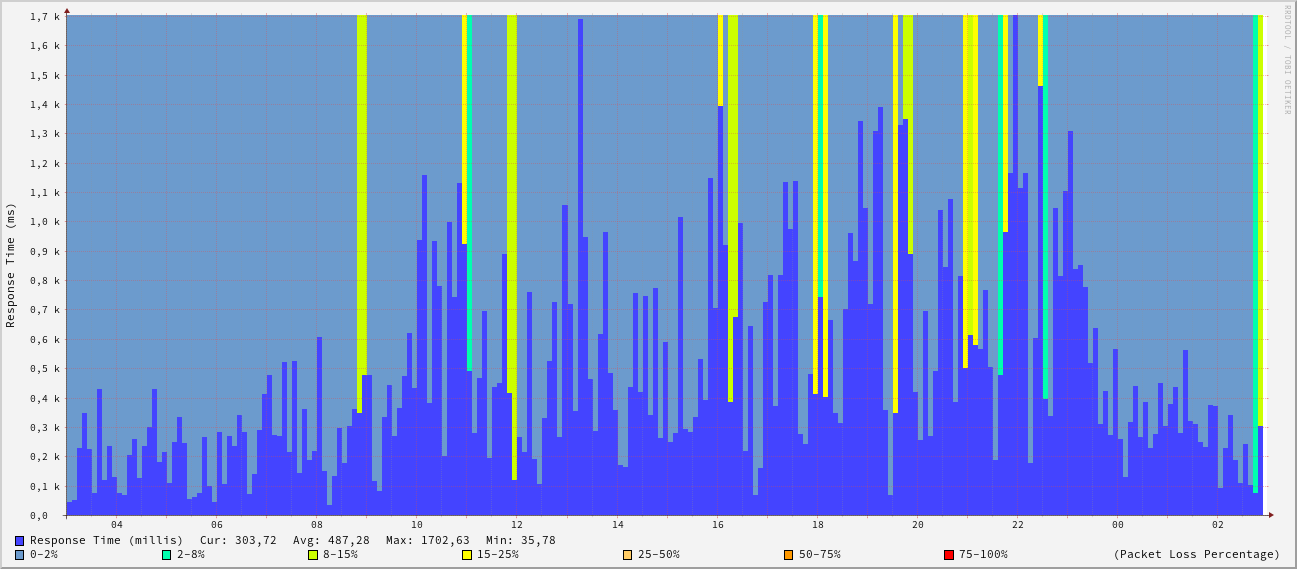 RRDTOOL / TOBI OETIKER
Response Time (ms)
1,7 k
1,6 k
1,5 k
1,4 k
1,3 k
1,2 k
1,1 k
1,0 k
0,9 k
0,8 k
0,7 k
0,6 k
0,5 k
0,4 k
0,3 k
0,2 k
0,1 k
0,0
04 06 08 10 12 14 16 18 20 22 00 02
Response Time (millis) Cur: 303,72 Avg: 487,28 Max: 1702,63 Min: 35,78
0-2% 2-8% 8-15% 15-25% 25-50% 50-75% 75-100% (Packet Loss Percentage)